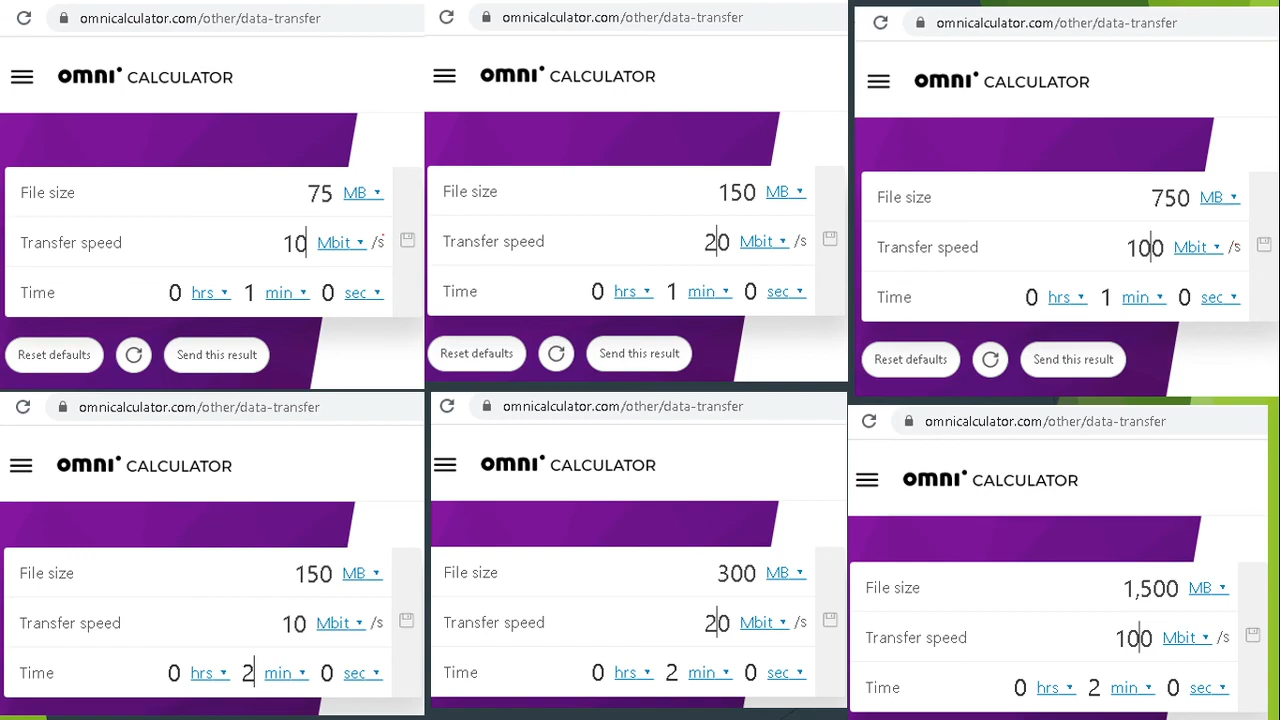 omnicalculator.com/other/data-transfer
omni CALCULATOR
File size 75 MB
Transfer speed 10 Mbit /s
Time 0 hrs 1 min 0 sec
Reset defaults Send this result
omnicalculator.com/other/data-transfer
omni CALCULATOR
File size 150 MB
Transfer speed 20 Mbit /s
Time 0 hrs 1 min 0 sec
Reset defaults Send this result
omnicalculator.com/other/data-transfer
omni CALCULATOR
File size 750 MB
Transfer speed 100 Mbit /s
Time 0 hrs 1 min 0 sec
Reset defaults Send this result
omnicalculator.com/other/data-transfer
omni CALCULATOR
File size 150 MB
Transfer speed 10 Mbit /s
Time 0 hrs 2 min 0 sec
omnicalculator.com/other/data-transfer
omni CALCULATOR
File size 300 MB
Transfer speed 20 Mbit /s
Time 0 hrs 2 min 0 sec
omnicalculator.com/other/data-transfer
omni CALCULATOR
File size 1,500 MB
Transfer speed 100 Mbit /s
Time 0 hrs 2 min 0 sec